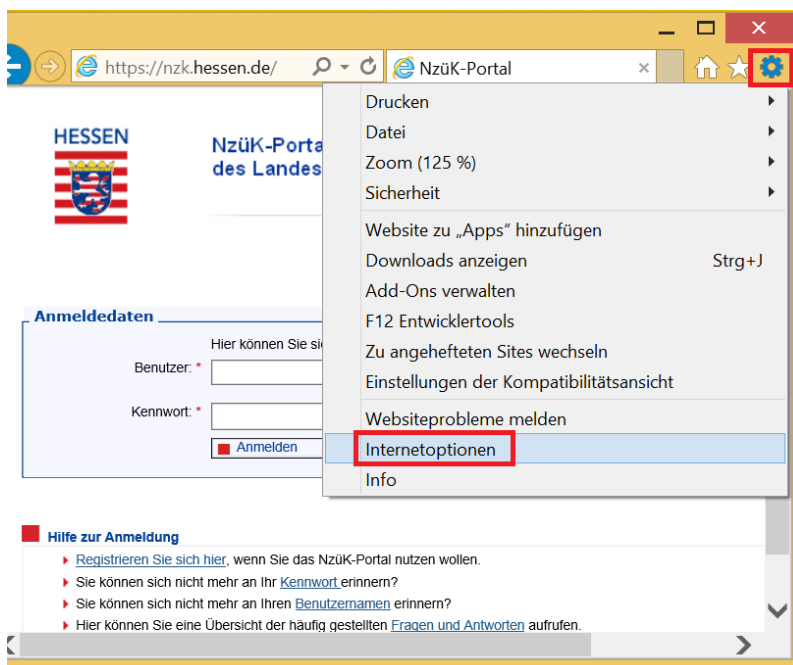 https://nzk.hessen.de/
NzüK-Portal
HESSEN
NzüK-Porta
des Landes
Drucken
Datei
Zoom (125 %)
Sicherheit
Website zu „Apps“ hinzufügen
Downloads anzeigen Strg+J
Add-Ons verwalten
F12 Entwicklertools
Zu angehefteten Sites wechseln
Einstellungen der Kompatibilitätsansicht
Websiteprobleme melden
Internetoptionen
Info
Anmeldedaten
Hier können Sie si
Benutzer: *
Kennwort: *
Anmelden
Hilfe zur Anmeldung
Registrieren Sie sich hier, wenn Sie das NzüK-Portal nutzen wollen.
Sie können sich nicht mehr an Ihr Kennwort erinnern?
Sie können sich nicht mehr an Ihren Benutzernamen erinnern?
Hier können Sie eine Übersicht der häufig gestellten Fragen und Antworten aufrufen.